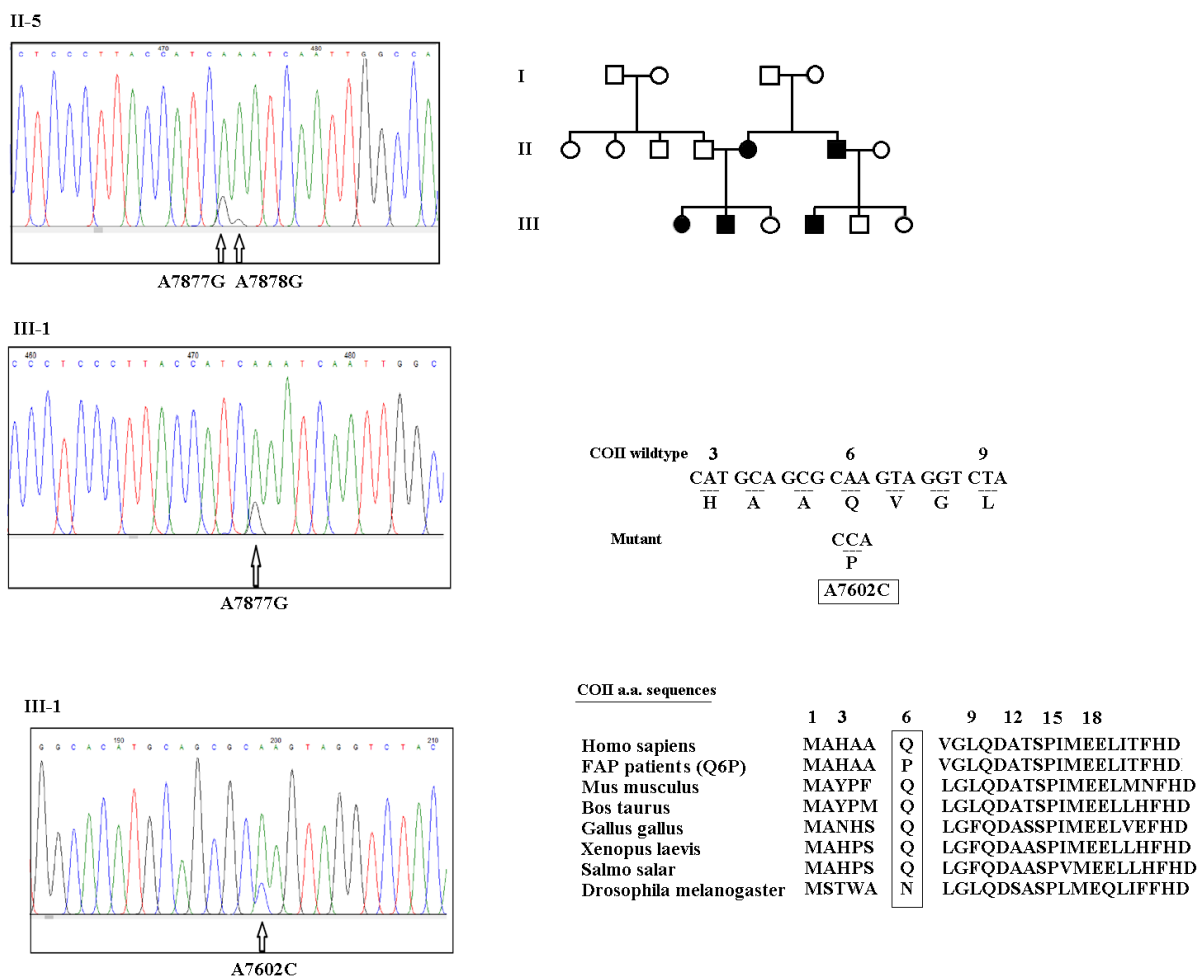 II-5
470 480
C T C C C T T A C C A T C A A A T C A A T T G G C C A
A7877G A7878G
I
II
III
III-1
460 470 480
C C C T C C C T T A C C A T C A A A T C A A T T G G C
A7877G
COII wildtype 3 6 9
CAT GCA GCG CAA GTA GGT CTA
H A A Q V G L
Mutant CCA
P
A7602C
III-1
190 200 210
G G C A C A T G C A G C G C A A G T A G G T C T A C
A7602C
COII a.a. sequences
1 3 6 9 12 15 18
Homo sapiens MAHAA Q VGLQDATSPIMEELITFHD
FAP patients (Q6P) MAHAA P VGLQDATSPIMEELITFHD
Mus musculus MAYPF Q LGLQDATSPIMEELMNFHD
Bos taurus MAYPM Q LGLQDATSPIMEELLHFHD
Gallus gallus MANHS Q LGFQDASSPIMEELVEFHD
Xenopus laevis MAHPS Q LGFQDAASPIMEELLHFHD
Salmo salar MAHPS Q LGFQDAASPVMEELLHFHD
Drosophila melanogaster MSTWA N LGLQDSASPLMEQLIFFHD